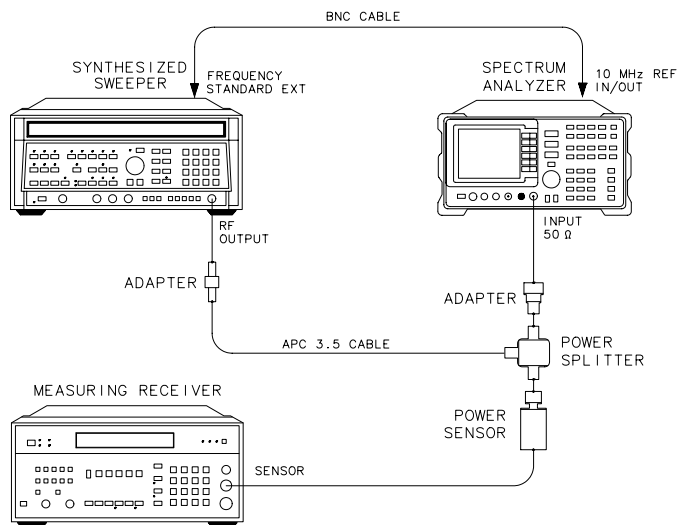 BNC CABLE
SYNTHESIZED
SWEEPER
FREQUENCY
STANDARD EXT
SPECTRUM
ANALYZER
10 MHz REF
IN/OUT
RF
OUTPUT
INPUT
50 Ω
ADAPTER
ADAPTER
APC 3.5 CABLE
POWER
SPLITTER
MEASURING RECEIVER
POWER
SENSOR
SENSOR